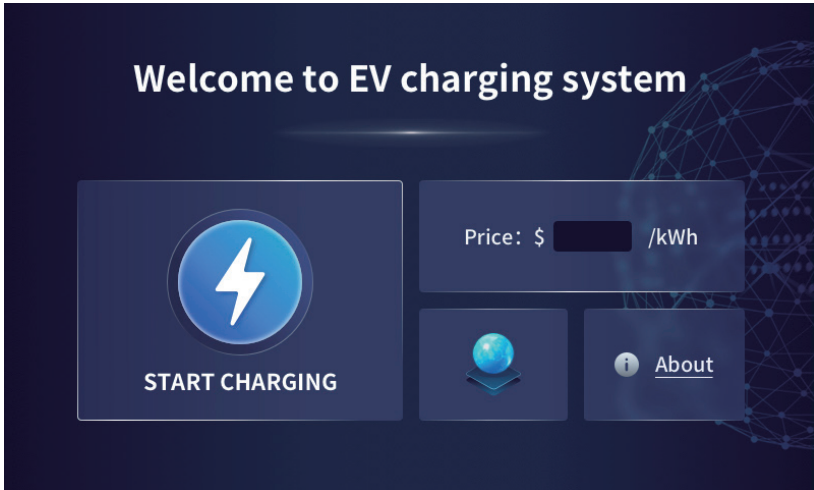 Welcome to EV charging system
Price: $ /kWh
START CHARGING
i About